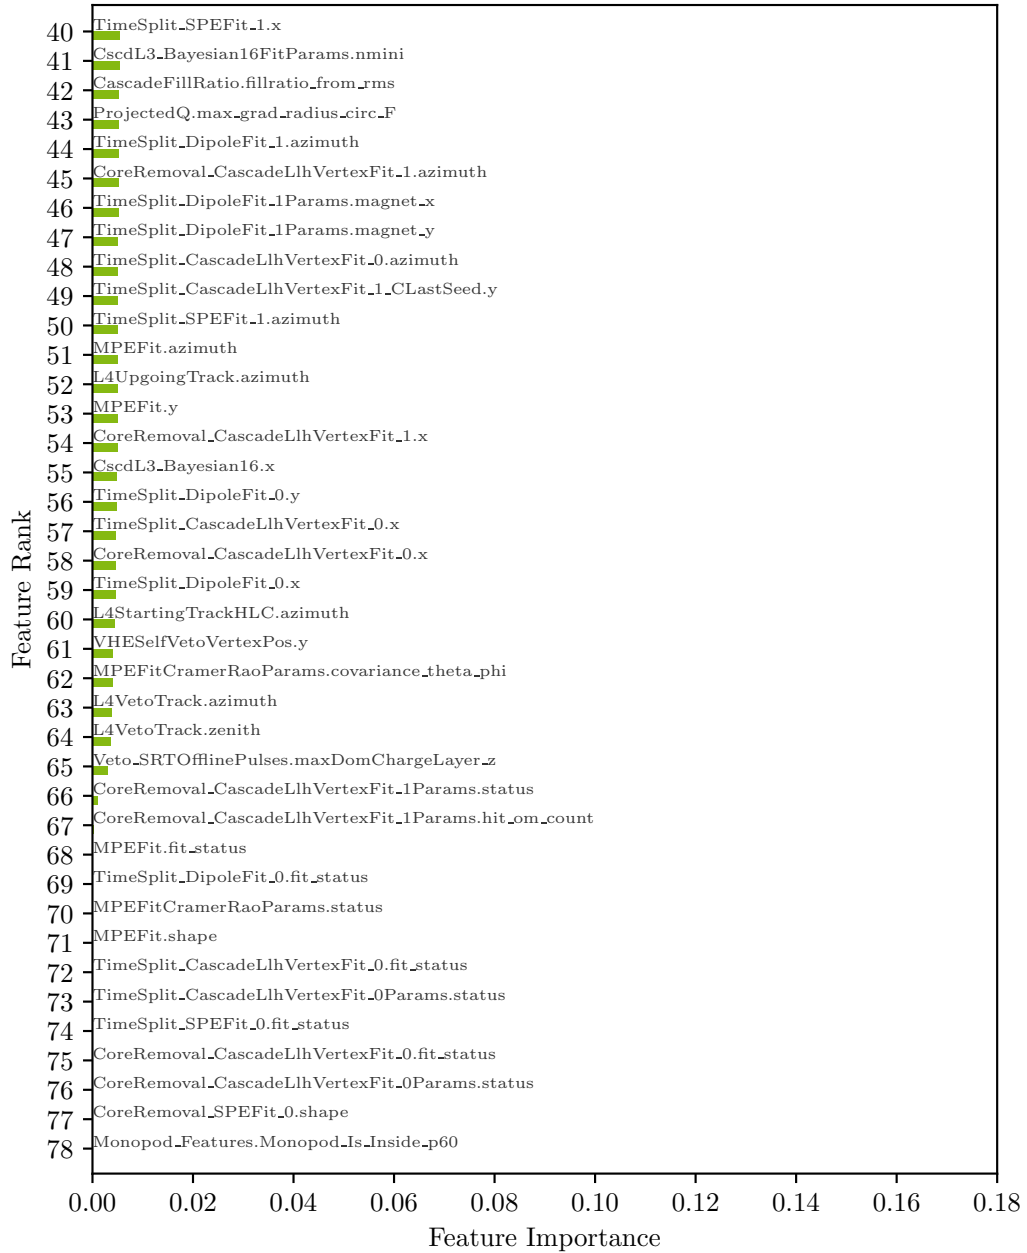 40 TimeSplit_SPEFit_1.x
41 CscdL3_Bayesian16FitParams.nmini
42 CascadeFillRatio.fillratio_from_rms
43 ProjectedQ.max_grad_radius_circ_F
44 TimeSplit_DipoleFit_1.azimuth
45 CoreRemoval_CascadeLlhVertexFit_1.azimuth
46 TimeSplit_DipoleFit_1Params.magnet_x
47 TimeSplit_DipoleFit_1Params.magnet_y
48 TimeSplit_CascadeLlhVertexFit_0.azimuth
49 TimeSplit_CascadeLlhVertexFit_1_CLastSeed.y
50 TimeSplit_SPEFit_1.azimuth
51 MPEFit.azimuth
52 L4UpgoingTrack.azimuth
53 MPEFit.y
54 CoreRemoval_CascadeLlhVertexFit_1.x
55 CscdL3_Bayesian16.x
56 TimeSplit_DipoleFit_0.y
57 TimeSplit_CascadeLlhVertexFit_0.x
58 CoreRemoval_CascadeLlhVertexFit_0.x
59 TimeSplit_DipoleFit_0.x
60 L4StartingTrackHLC.azimuth
61 VHESelfVetoVertexPos.y
62 MPEFitCramerRaoParams.covariance_theta_phi
63 L4VetoTrack.azimuth
64 L4VetoTrack.zenith
65 Veto_SRTOfflinePulses.maxDomChargeLayer_z
66 CoreRemoval_CascadeLlhVertexFit_1Params.status
67 CoreRemoval_CascadeLlhVertexFit_1Params.hit_om_count
68 MPEFit.fit_status
69 TimeSplit_DipoleFit_0.fit_status
70 MPEFitCramerRaoParams.status
71 MPEFit.shape
72 TimeSplit_CascadeLlhVertexFit_0.fit_status
73 TimeSplit_CascadeLlhVertexFit_0Params.status
74 TimeSplit_SPEFit_0.fit_status
75 CoreRemoval_CascadeLlhVertexFit_0.fit_status
76 CoreRemoval_CascadeLlhVertexFit_0Params.status
77 CoreRemoval_SPEFit_0.shape
78 Monopod_Features.Monopod_Is_Inside_p60
Feature Rank
0.00 0.02 0.04 0.06 0.08 0.10 0.12 0.14 0.16 0.18
Feature Importance